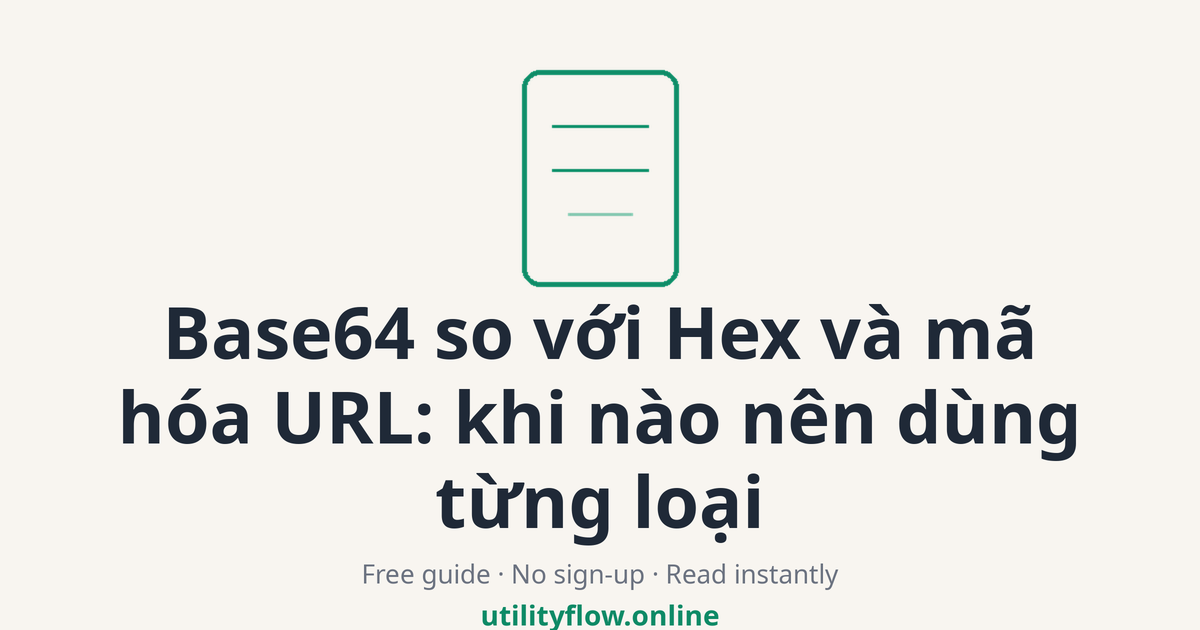 Base64 so với Hex và mã
hóa URL: khi nào nên dùng
từng loại
Free guide · No sign-up · Read instantly
utilityflow.online